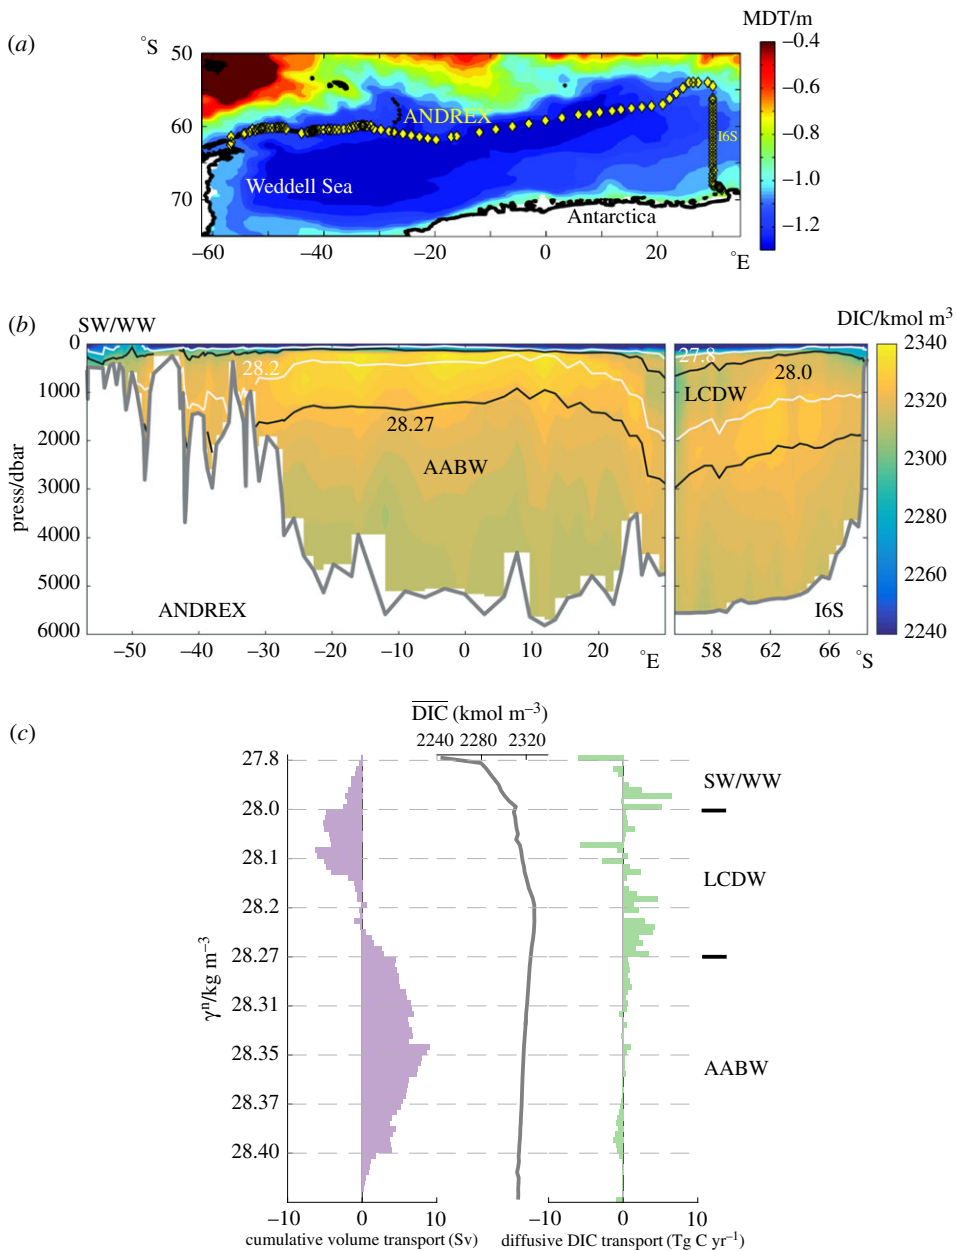 (a)
°S
MDT/m
50
60
70
ANDREX
I6S
Weddell Sea
Antarctica
−60
−40
−20
0
20
°E
−0.4
−0.6
−0.8
−1.0
−1.2
(b)
SW/WW
DIC/kmol m³
0
1000
2000
3000
4000
5000
6000
press/dbar
28.2
28.27
AABW
ANDREX
27.8
28.0
LCDW
I6S
−50
−40
−30
−20
−10
0
10
20
°E
58
62
66
°S
2340
2320
2300
2280
2260
2240
2240
(c)
DIC (kmol m⁻³)
2240 2280 2320
27.8
28.0
28.1
28.2
28.27
28.31
28.35
28.37
28.40
γⁿ/kg m⁻³
SW/WW
LCDW
AABW
−10
0
10
−10
0
10
cumulative volume transport (Sv)
diffusive DIC transport (Tg C yr⁻¹)